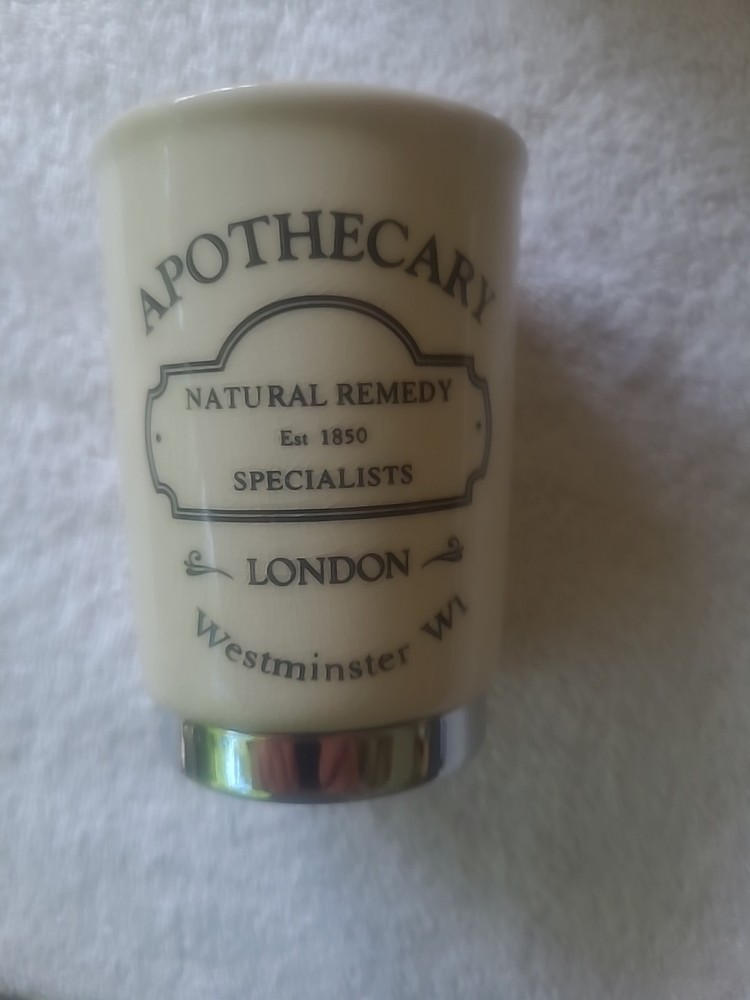 APOTHECARY
NATURAL REMEDY
Est 1850
SPECIALISTS
LONDON
Westminster W1